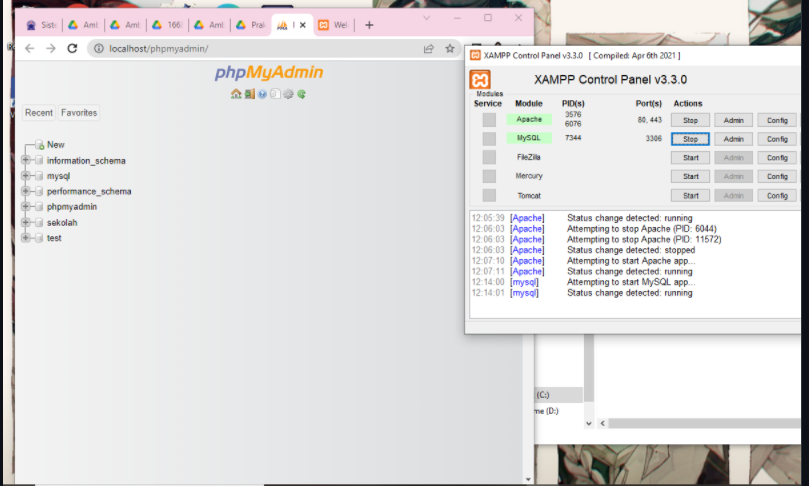 Sist
Aml
Aml
166
Aml
Pral
Wel
localhost/phpmyadmin/
phpMyAdmin
Recent Favorites
New
information_schema
mysql
performance_schema
phpmyadmin
sekolah
test
XAMPP Control Panel v3.3.0 [ Compiled: Apr 6th 2021 ]
XAMPP Control Panel v3.3.0
Modules
Service Module PID(s) Port(s) Actions
Apache 3576 6076 80, 443 Stop Admin Config
MySQL 7344 3306 Stop Admin Config
FileZilla Start Admin Config
Mercury Start Admin Config
Tomcat Start Admin Config
12:05:39 [Apache] Status change detected: running
12:06:03 [Apache] Attempting to stop Apache (PID: 6044)
12:06:03 [Apache] Attempting to stop Apache (PID: 11572)
12:06:03 [Apache] Status change detected: stopped
12:07:10 [Apache] Attempting to start Apache app...
12:07:11 [Apache] Status change detected: running
12:14:00 [mysql] Attempting to start MySQL app...
12:14:01 [mysql] Status change detected: running
(C:)
me (D:)